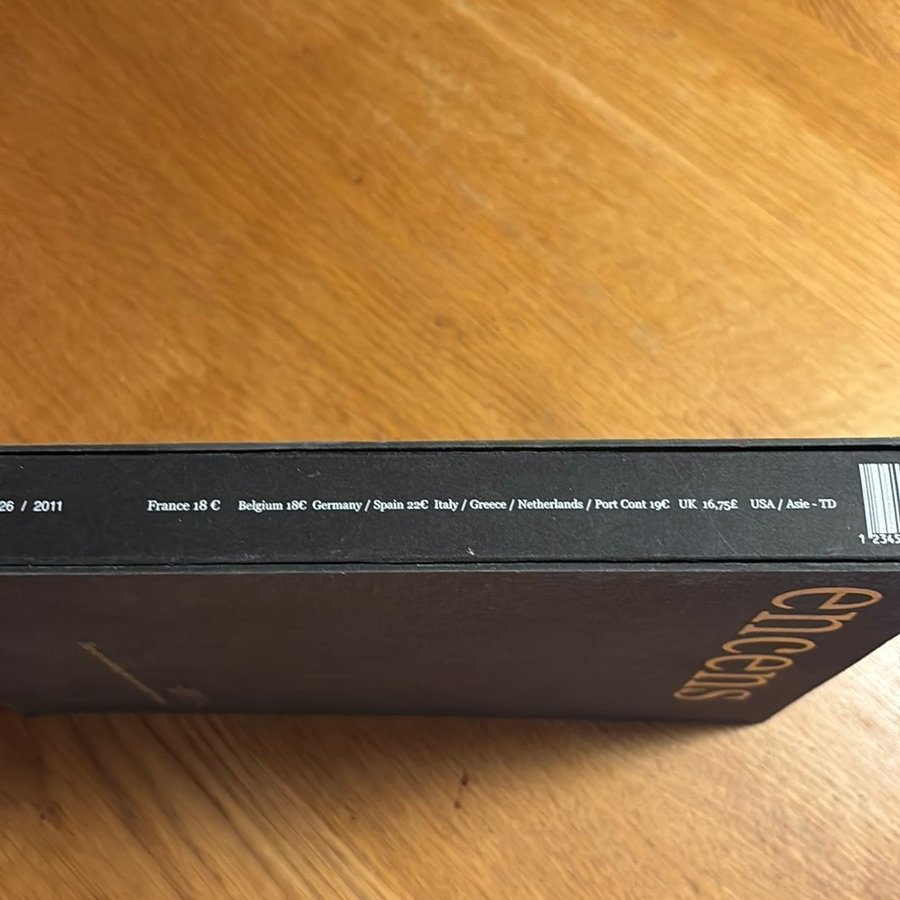 26 / 2011 France 18 € Belgium 18€ Germany / Spain 22€ Italy / Greece / Netherlands / Port Cont 19€ UK 16,75£ USA / Asie - TD
1 2345
encens